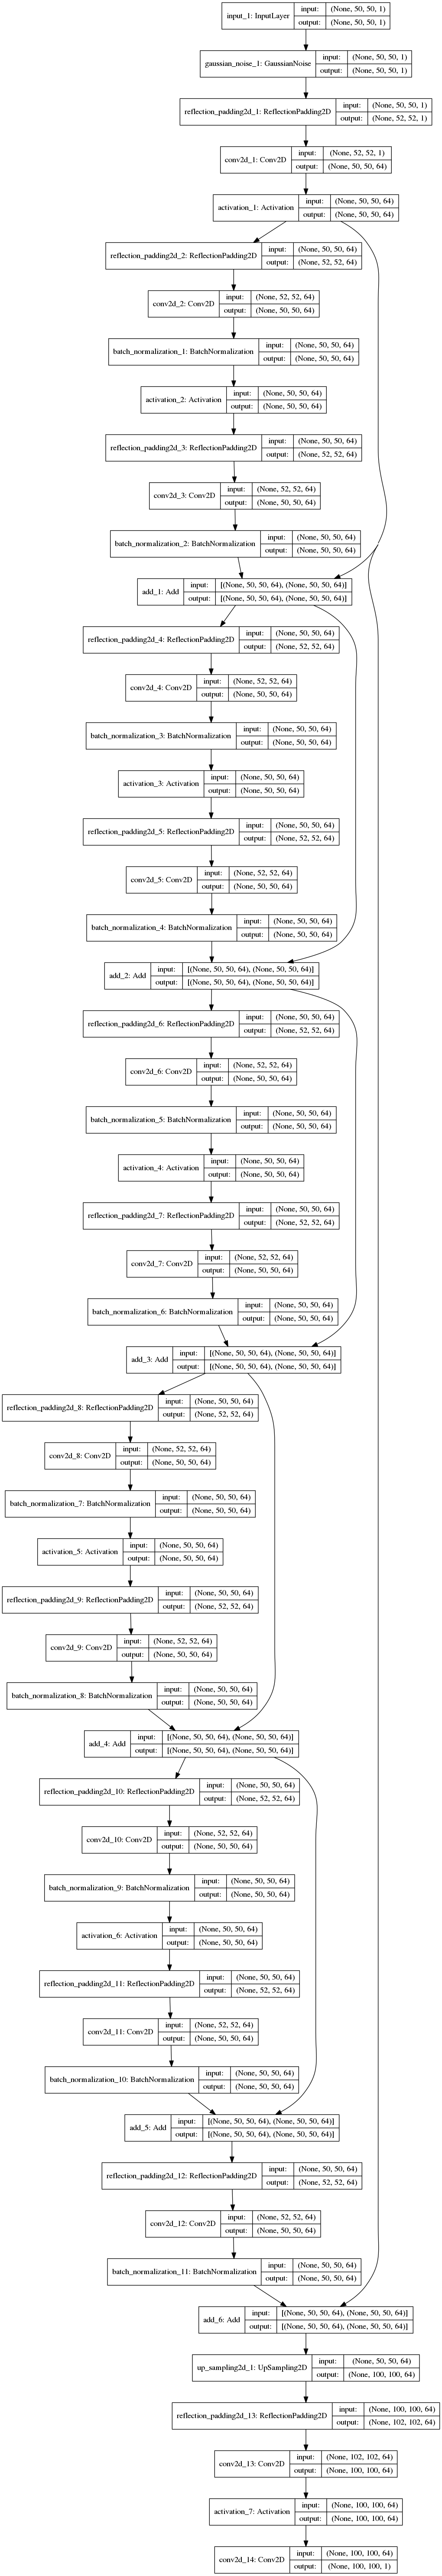 input_1: InputLayer
input: (None, 50, 50, 1)
output: (None, 50, 50, 1)
gaussian_noise_1: GaussianNoise
input: (None, 50, 50, 1)
output: (None, 50, 50, 1)
reflection_padding2d_1: ReflectionPadding2D
input: (None, 50, 50, 1)
output: (None, 52, 52, 1)
conv2d_1: Conv2D
input: (None, 52, 52, 1)
output: (None, 50, 50, 64)
activation_1: Activation
input: (None, 50, 50, 64)
output: (None, 50, 50, 64)
reflection_padding2d_2: ReflectionPadding2D
input: (None, 50, 50, 64)
output: (None, 52, 52, 64)
conv2d_2: Conv2D
input: (None, 52, 52, 64)
output: (None, 50, 50, 64)
batch_normalization_1: BatchNormalization
input: (None, 50, 50, 64)
output: (None, 50, 50, 64)
activation_2: Activation
input: (None, 50, 50, 64)
output: (None, 50, 50, 64)
reflection_padding2d_3: ReflectionPadding2D
input: (None, 50, 50, 64)
output: (None, 52, 52, 64)
conv2d_3: Conv2D
input: (None, 52, 52, 64)
output: (None, 50, 50, 64)
batch_normalization_2: BatchNormalization
input: (None, 50, 50, 64)
output: (None, 50, 50, 64)
add_1: Add
input: [(None, 50, 50, 64), (None, 50, 50, 64)]
output: [(None, 50, 50, 64), (None, 50, 50, 64)]
reflection_padding2d_4: ReflectionPadding2D
input: (None, 50, 50, 64)
output: (None, 52, 52, 64)
conv2d_4: Conv2D
input: (None, 52, 52, 64)
output: (None, 50, 50, 64)
batch_normalization_3: BatchNormalization
input: (None, 50, 50, 64)
output: (None, 50, 50, 64)
activation_3: Activation
input: (None, 50, 50, 64)
output: (None, 50, 50, 64)
reflection_padding2d_5: ReflectionPadding2D
input: (None, 50, 50, 64)
output: (None, 52, 52, 64)
conv2d_5: Conv2D
input: (None, 52, 52, 64)
output: (None, 50, 50, 64)
batch_normalization_4: BatchNormalization
input: (None, 50, 50, 64)
output: (None, 50, 50, 64)
add_2: Add
input: [(None, 50, 50, 64), (None, 50, 50, 64)]
output: [(None, 50, 50, 64), (None, 50, 50, 64)]
reflection_padding2d_6: ReflectionPadding2D
input: (None, 50, 50, 64)
output: (None, 52, 52, 64)
conv2d_6: Conv2D
input: (None, 52, 52, 64)
output: (None, 50, 50, 64)
batch_normalization_5: BatchNormalization
input: (None, 50, 50, 64)
output: (None, 50, 50, 64)
activation_4: Activation
input: (None, 50, 50, 64)
output: (None, 50, 50, 64)
reflection_padding2d_7: ReflectionPadding2D
input: (None, 50, 50, 64)
output: (None, 52, 52, 64)
conv2d_7: Conv2D
input: (None, 52, 52, 64)
output: (None, 50, 50, 64)
batch_normalization_6: BatchNormalization
input: (None, 50, 50, 64)
output: (None, 50, 50, 64)
add_3: Add
input: [(None, 50, 50, 64), (None, 50, 50, 64)]
output: [(None, 50, 50, 64), (None, 50, 50, 64)]
reflection_padding2d_8: ReflectionPadding2D
input: (None, 50, 50, 64)
output: (None, 52, 52, 64)
conv2d_8: Conv2D
input: (None, 52, 52, 64)
output: (None, 50, 50, 64)
batch_normalization_7: BatchNormalization
input: (None, 50, 50, 64)
output: (None, 50, 50, 64)
activation_5: Activation
input: (None, 50, 50, 64)
output: (None, 50, 50, 64)
reflection_padding2d_9: ReflectionPadding2D
input: (None, 50, 50, 64)
output: (None, 52, 52, 64)
conv2d_9: Conv2D
input: (None, 52, 52, 64)
output: (None, 50, 50, 64)
batch_normalization_8: BatchNormalization
input: (None, 50, 50, 64)
output: (None, 50, 50, 64)
add_4: Add
input: [(None, 50, 50, 64), (None, 50, 50, 64)]
output: [(None, 50, 50, 64), (None, 50, 50, 64)]
reflection_padding2d_10: ReflectionPadding2D
input: (None, 50, 50, 64)
output: (None, 52, 52, 64)
conv2d_10: Conv2D
input: (None, 52, 52, 64)
output: (None, 50, 50, 64)
batch_normalization_9: BatchNormalization
input: (None, 50, 50, 64)
output: (None, 50, 50, 64)
activation_6: Activation
input: (None, 50, 50, 64)
output: (None, 50, 50, 64)
reflection_padding2d_11: ReflectionPadding2D
input: (None, 50, 50, 64)
output: (None, 52, 52, 64)
conv2d_11: Conv2D
input: (None, 52, 52, 64)
output: (None, 50, 50, 64)
batch_normalization_10: BatchNormalization
input: (None, 50, 50, 64)
output: (None, 50, 50, 64)
add_5: Add
input: [(None, 50, 50, 64), (None, 50, 50, 64)]
output: [(None, 50, 50, 64), (None, 50, 50, 64)]
reflection_padding2d_12: ReflectionPadding2D
input: (None, 50, 50, 64)
output: (None, 52, 52, 64)
conv2d_12: Conv2D
input: (None, 52, 52, 64)
output: (None, 50, 50, 64)
batch_normalization_11: BatchNormalization
input: (None, 50, 50, 64)
output: (None, 50, 50, 64)
add_6: Add
input: [(None, 50, 50, 64), (None, 50, 50, 64)]
output: [(None, 50, 50, 64), (None, 50, 50, 64)]
up_sampling2d_1: UpSampling2D
input: (None, 50, 50, 64)
output: (None, 100, 100, 64)
reflection_padding2d_13: ReflectionPadding2D
input: (None, 100, 100, 64)
output: (None, 102, 102, 64)
conv2d_13: Conv2D
input: (None, 102, 102, 64)
output: (None, 100, 100, 64)
activation_7: Activation
input: (None, 100, 100, 64)
output: (None, 100, 100, 64)
conv2d_14: Conv2D
input: (None, 100, 100, 64)
output: (None, 100, 100, 1)